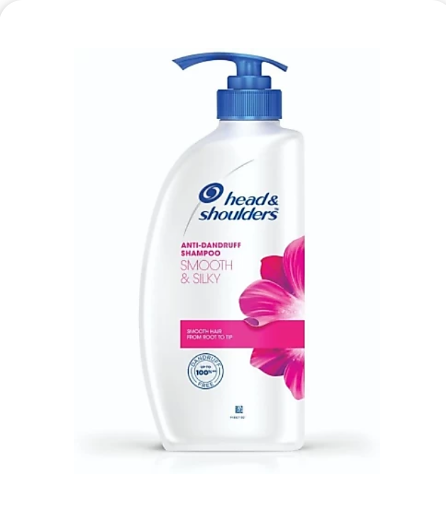 head &
shoulders
ANTI-DANDRUFF
SHAMPOO
SMOOTH
& SILKY
SMOOTH HAIR
FROM ROOT TO TIP
DANDRUFF
UP TO
100%
FREE